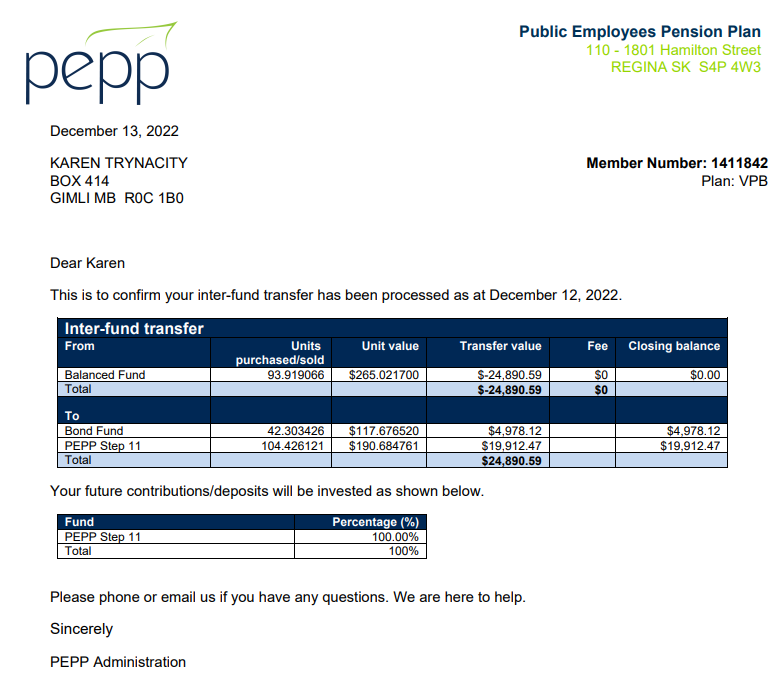 pepp
Public Employees Pension Plan
110 - 1801 Hamilton Street
REGINA SK S4P 4W3
December 13, 2022
KAREN TRYNACITY
BOX 414
GIMLI MB R0C 1B0
Member Number: 1411842
Plan: VPB
Dear Karen
This is to confirm your inter-fund transfer has been processed as at December 12, 2022.
Inter-fund transfer
From Units purchased/sold Unit value Transfer value Fee Closing balance
Balanced Fund 93.919066 $265.021700 $-24,890.59 $0 $0.00
Total $-24,890.59 $0
To
Bond Fund 42.303426 $117.676520 $4,978.12 $4,978.12
PEPP Step 11 104.426121 $190.684761 $19,912.47 $19,912.47
Total $24,890.59
Your future contributions/deposits will be invested as shown below.
Fund Percentage (%)
PEPP Step 11 100.00%
Total 100%
Please phone or email us if you have any questions. We are here to help.
Sincerely
PEPP Administration